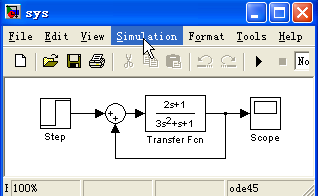 sys
File Edit View Simulation Format Tools Help
No
2s+1
3s²+s+1
Step
Transfer Fcn
Scope
100%
ode45